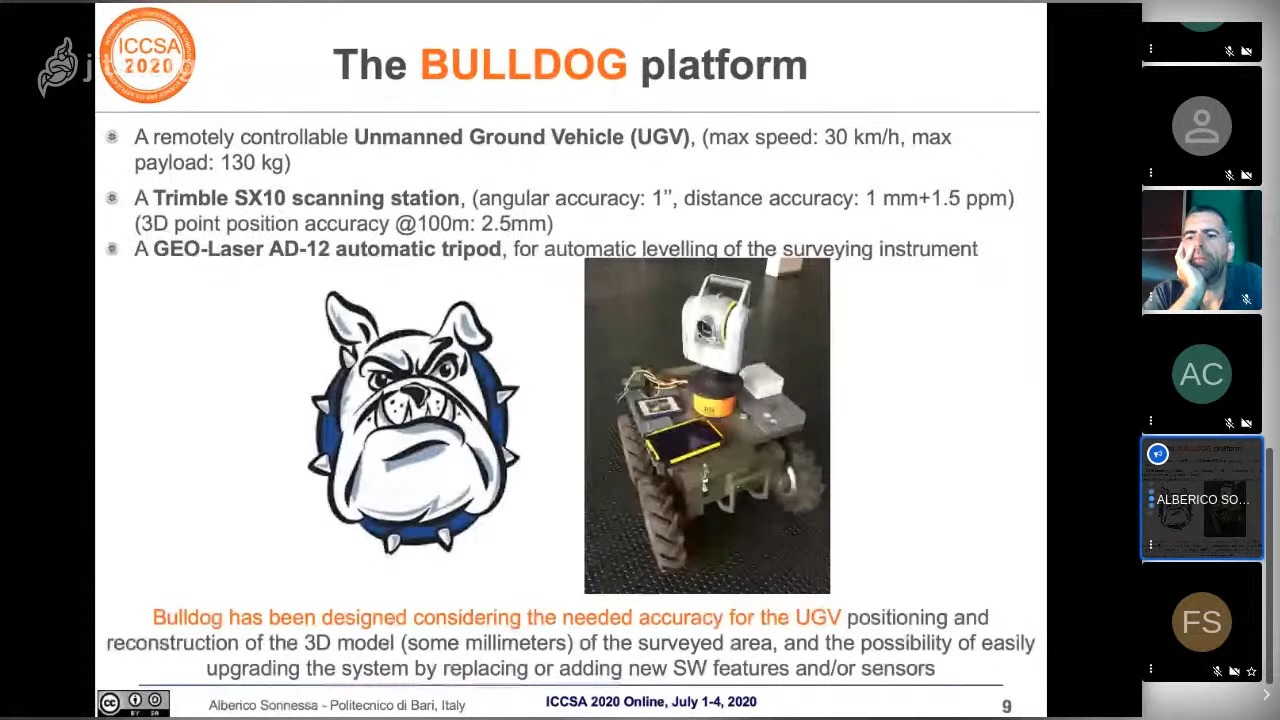 ICCSA
2020
The BULLDOG platform
A remotely controllable Unmanned Ground Vehicle (UGV), (max speed: 30 km/h, max
payload: 130 kg)
A Trimble SX10 scanning station, (angular accuracy: 1’’, distance accuracy: 1 mm+1.5 ppm)
(3D point position accuracy @100m: 2.5mm)
A GEO-Laser AD-12 automatic tripod, for automatic levelling of the surveying instrument
Bulldog has been designed considering the needed accuracy for the UGV positioning and
reconstruction of the 3D model (some millimeters) of the surveyed area, and the possibility of easily
upgrading the system by replacing or adding new SW features and/or sensors
cc BY SA
Alberico Sonnessa - Politecnico di Bari, Italy
ICCSA 2020 Online, July 1-4, 2020
9
AC
ALBERICO SO...
FS